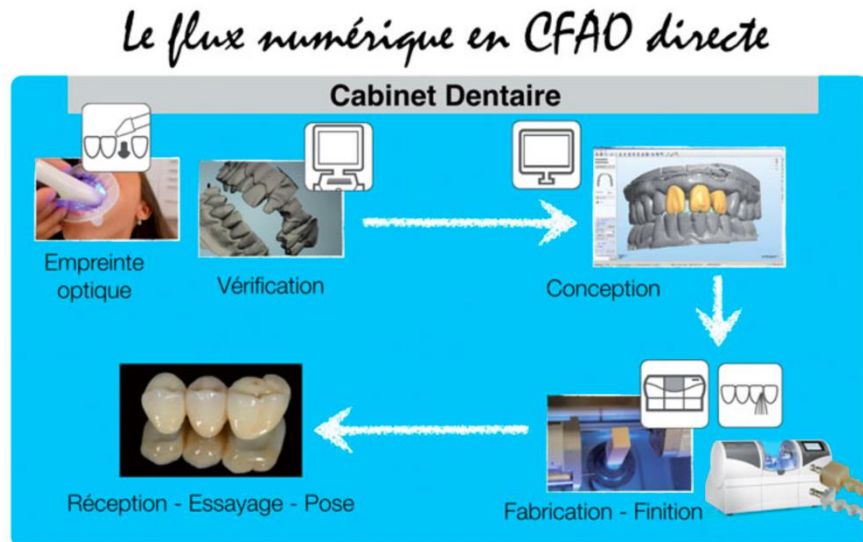 Le flux numérique en CFAO directe
Cabinet Dentaire
Empreinte
optique
Vérification
Conception
Réception - Essayage - Pose
Fabrication - Finition